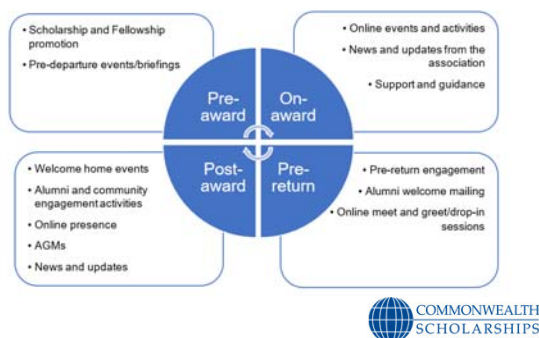 • Scholarship and Fellowship
promotion
• Pre-departure events/briefings
• Online events and activities
• News and updates from the
association
• Support and guidance
Pre-
award
On-
award
Post-
award
Pre-
return
• Welcome home events
• Alumni and community
engagement activities
• Online presence
• AGMs
• News and updates
• Pre-return engagement
• Alumni welcome mailing
• Online meet and greet/drop-in
sessions
COMMONWEALTH
SCHOLARSHIPS